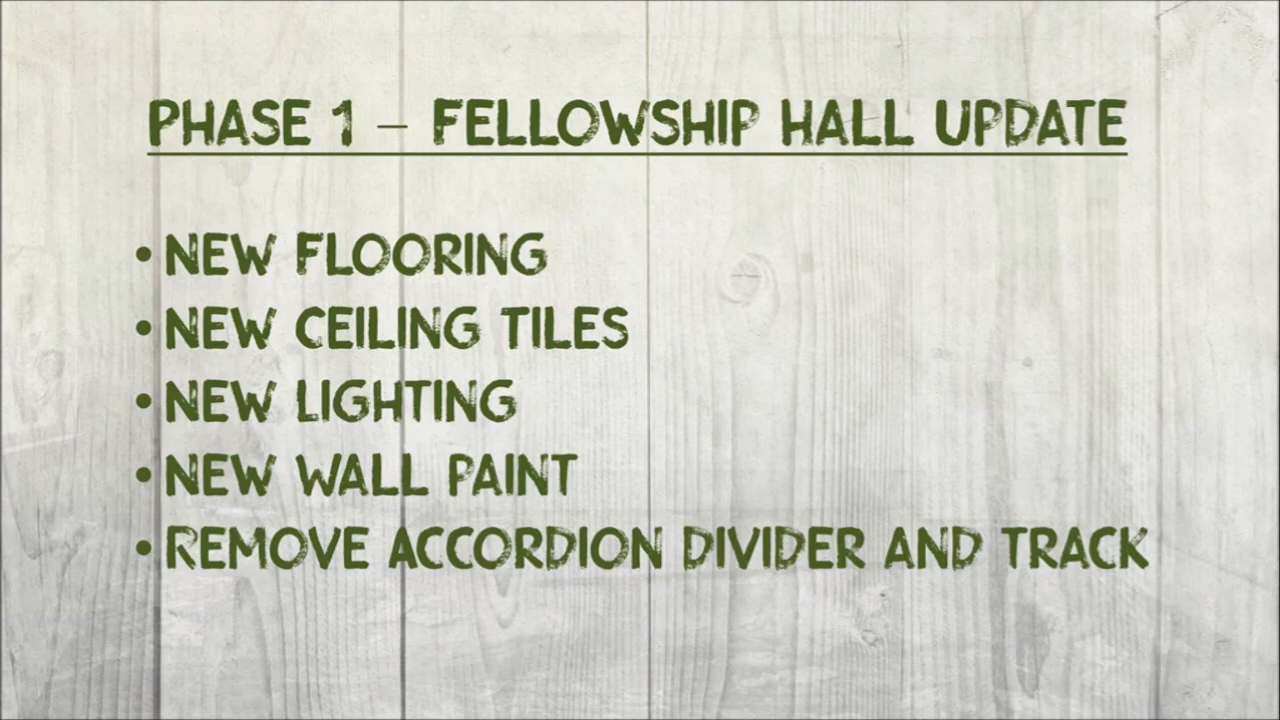 PHASE 1 – FELLOWSHIP HALL UPDATE
• NEW FLOORING
• NEW CEILING TILES
• NEW LIGHTING
• NEW WALL PAINT
• REMOVE ACCORDION DIVIDER AND TRACK